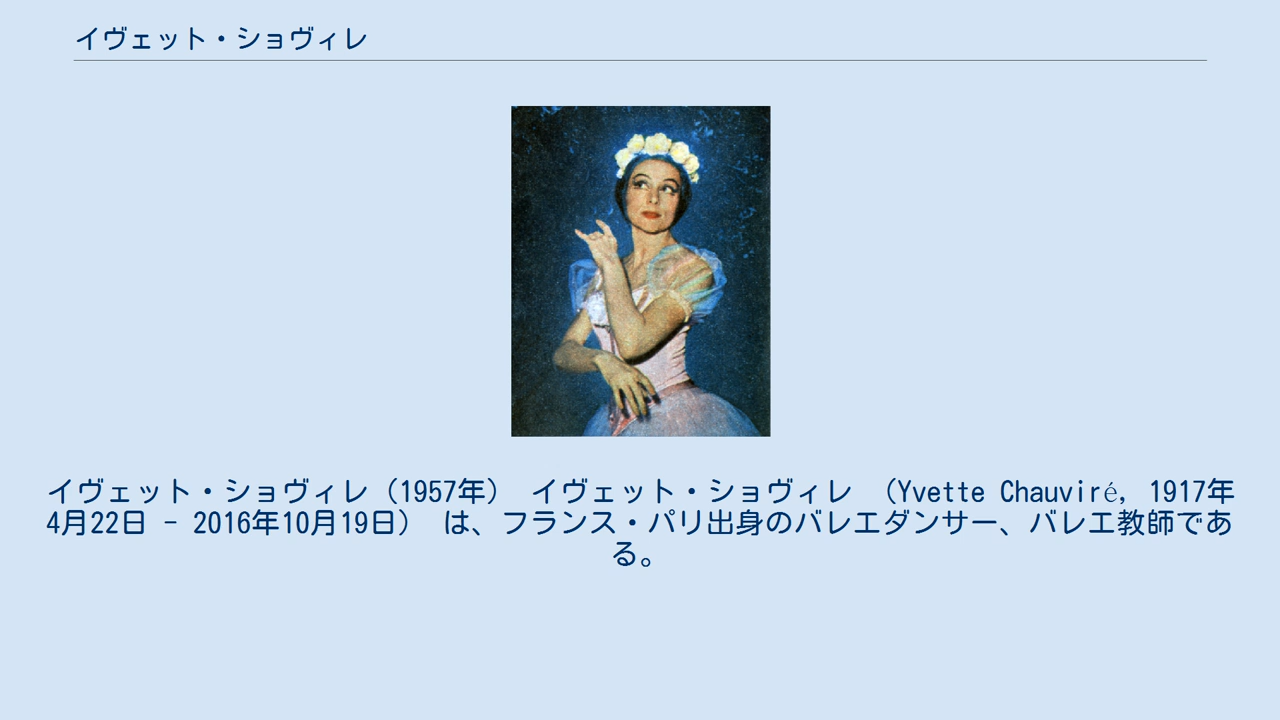 イヴェット・ショヴィレ
イヴェット・ショヴィレ（1957年） イヴェット・ショヴィレ （Yvette Chauviré, 1917年
4月22日 - 2016年10月19日） は、フランス・パリ出身のバレエダンサー、バレエ教師であ
る。